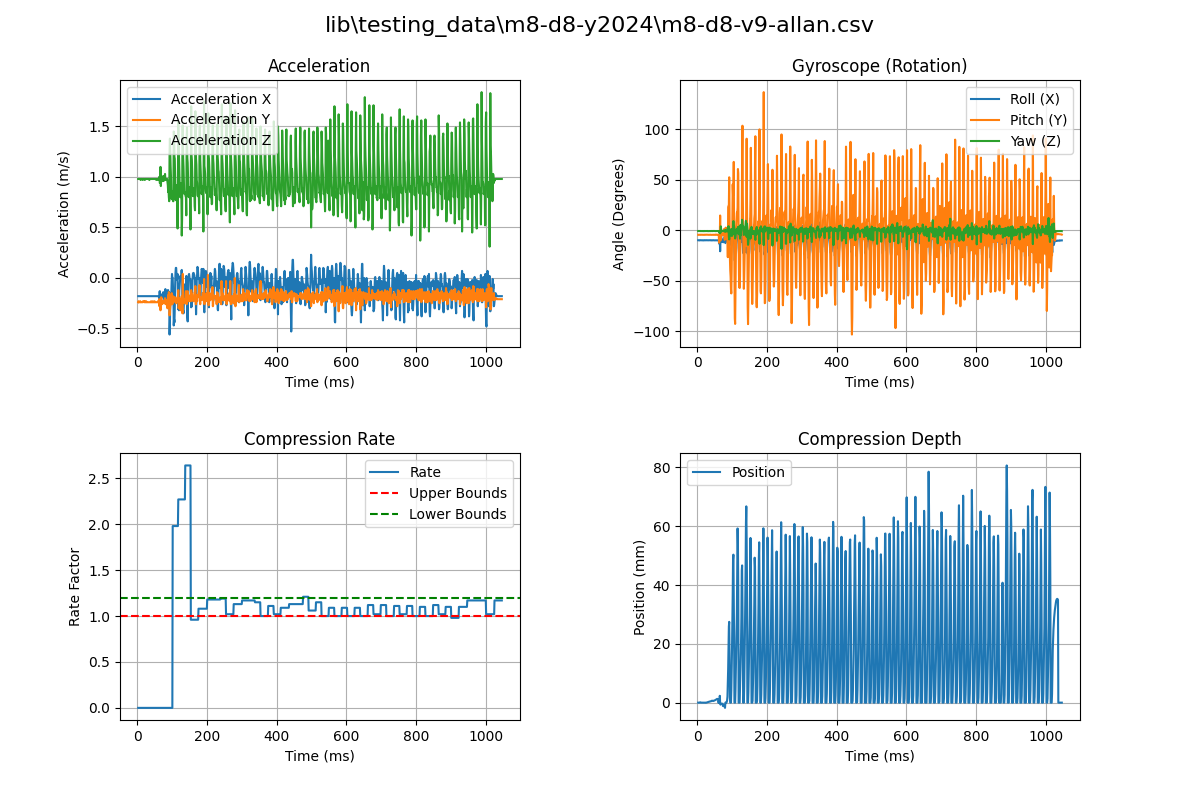 lib\testing_data\m8-d8-y2024\m8-d8-v9-allan.csv
Acceleration
Acceleration (m/s)
1.5
1.0
0.5
0.0
−0.5
Acceleration X
Acceleration Y
Acceleration Z
0 200 400 600 800 1000
Time (ms)
Gyroscope (Rotation)
Angle (Degrees)
100
50
0
−50
−100
Roll (X)
Pitch (Y)
Yaw (Z)
0 200 400 600 800 1000
Time (ms)
Compression Rate
Rate Factor
2.5
2.0
1.5
1.0
0.5
0.0
Rate
Upper Bounds
Lower Bounds
0 200 400 600 800 1000
Time (ms)
Compression Depth
Position (mm)
80
60
40
20
0
Position
0 200 400 600 800 1000
Time (ms)